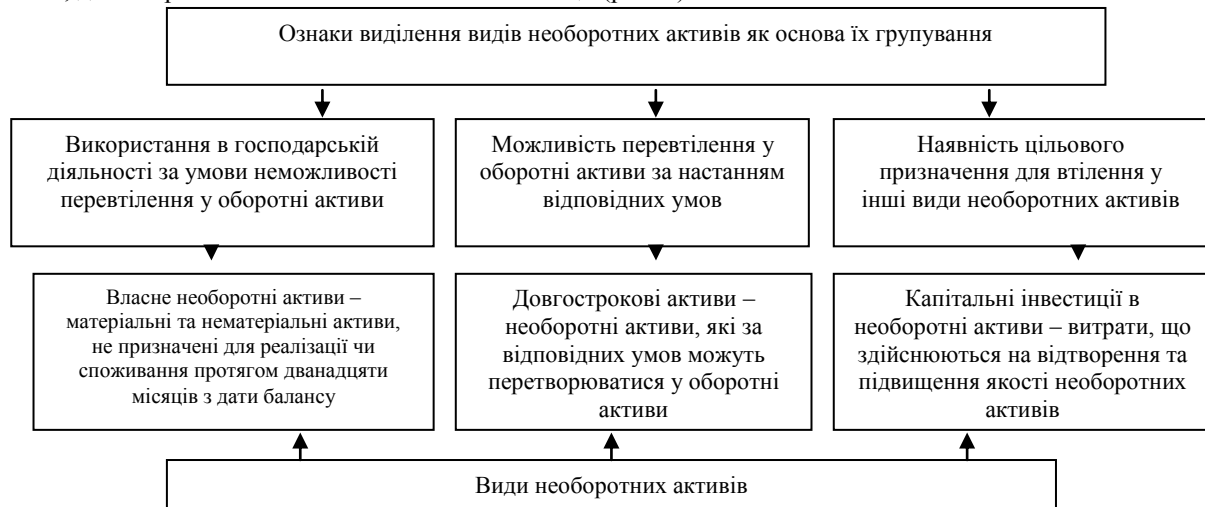 Ознаки виділення видів необоротних активів як основа їх групування
Використання в господарській
діяльності за умови неможливості
перевтілення у оборотні активи
Можливість перевтілення у
оборотні активи за настанням
відповідних умов
Наявність цільового
призначення для втілення у
інші види необоротних активів
Власне необоротні активи –
матеріальні та нематеріальні активи,
не призначені для реалізації чи
споживання протягом дванадцяти
місяців з дати балансу
Довгострокові активи –
необоротні активи, які за
відповідних умов можуть
перетворюватися у оборотні
активи
Капітальні інвестиції в
необоротні активи – витрати, що
здійснюються на відтворення та
підвищення якості необоротних
активів
Види необоротних активів